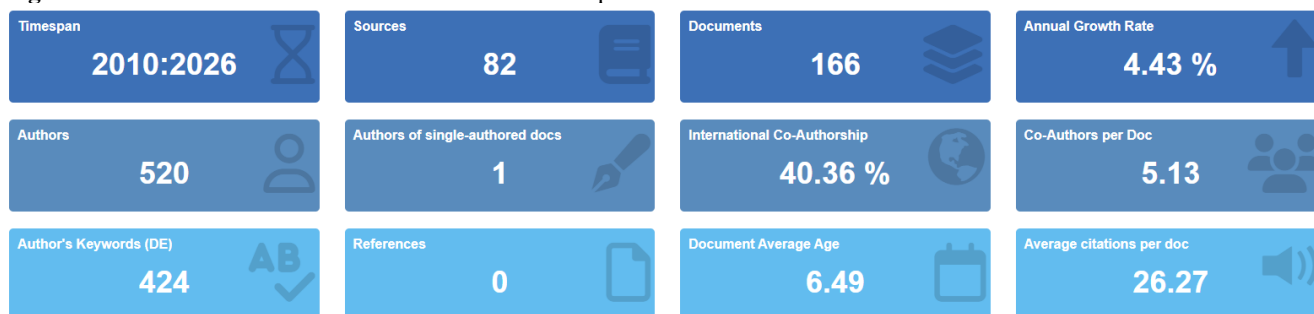 Timespan
2010:2026
Sources
82
Documents
166
Annual Growth Rate
4.43 %
Authors
520
Authors of single-authored docs
1
International Co-Authorship
40.36 %
Co-Authors per Doc
5.13
Author's Keywords (DE)
424
AB
References
0
Document Average Age
6.49
Average citations per doc
26.27